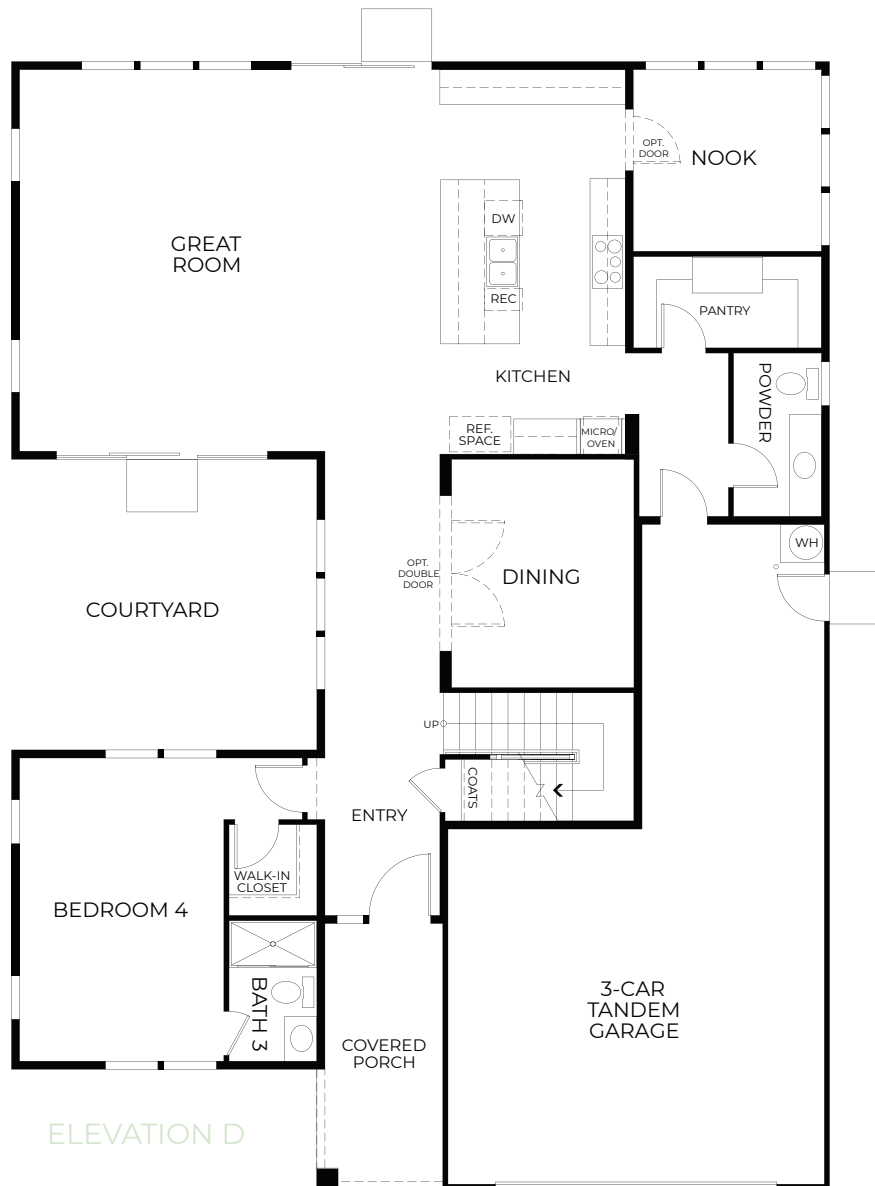 OPT.
DOOR
NOOK
DW
GREAT
ROOM
REC
PANTRY
KITCHEN
POWDER
REF.
SPACE
MICRO/
OVEN
WH
OPT.
DOUBLE
DOOR
DINING
COURTYARD
UP
COATS
ENTRY
WALK-IN
CLOSET
BEDROOM 4
BATH 3
3-CAR
TANDEM
GARAGE
COVERED
PORCH
ELEVATION D